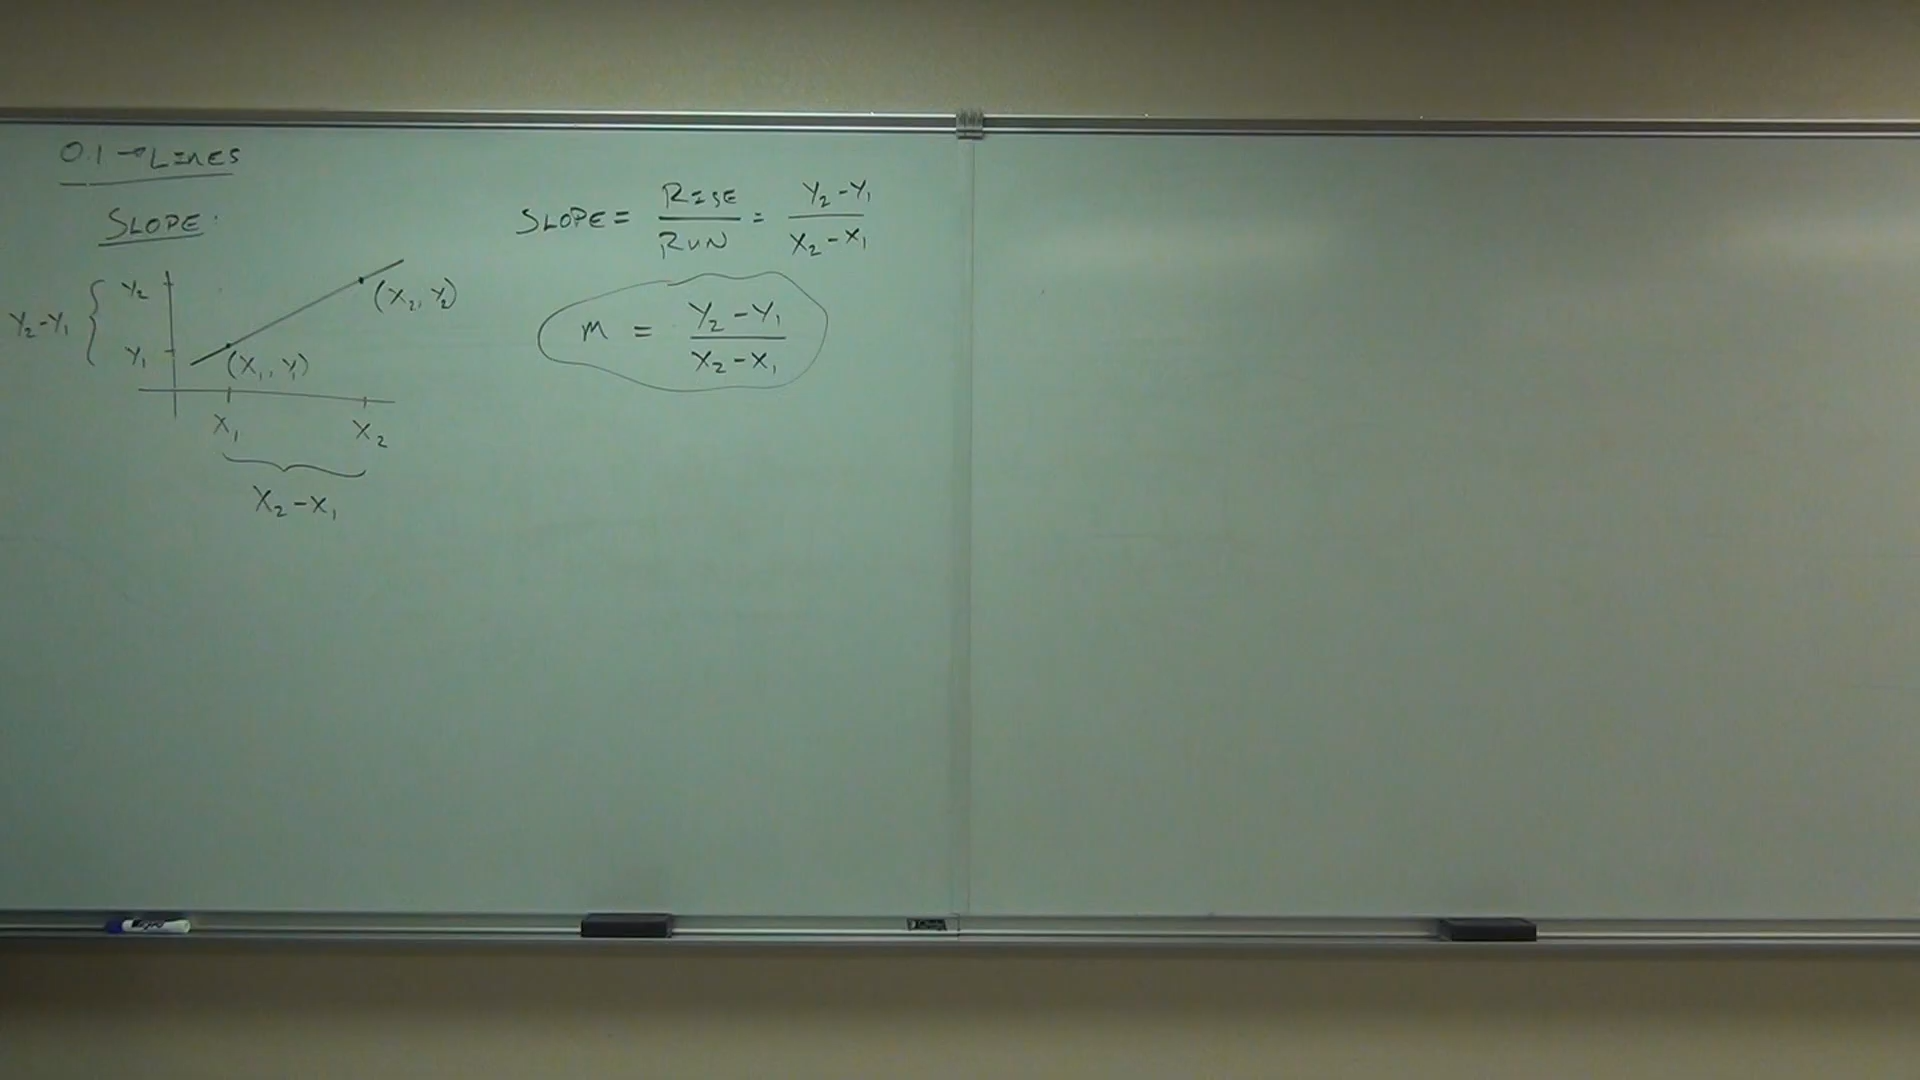 0.1 → LINES
SLOPE:
Y₂
Y₂-Y₁
Y₁
(X₂, Y₂)
(X₁, Y₁)
X₁ X₂
X₂-X₁
SLOPE = RISE/RUN = Y₂-Y₁/X₂-X₁
m = Y₂-Y₁/X₂-X₁
EXPO